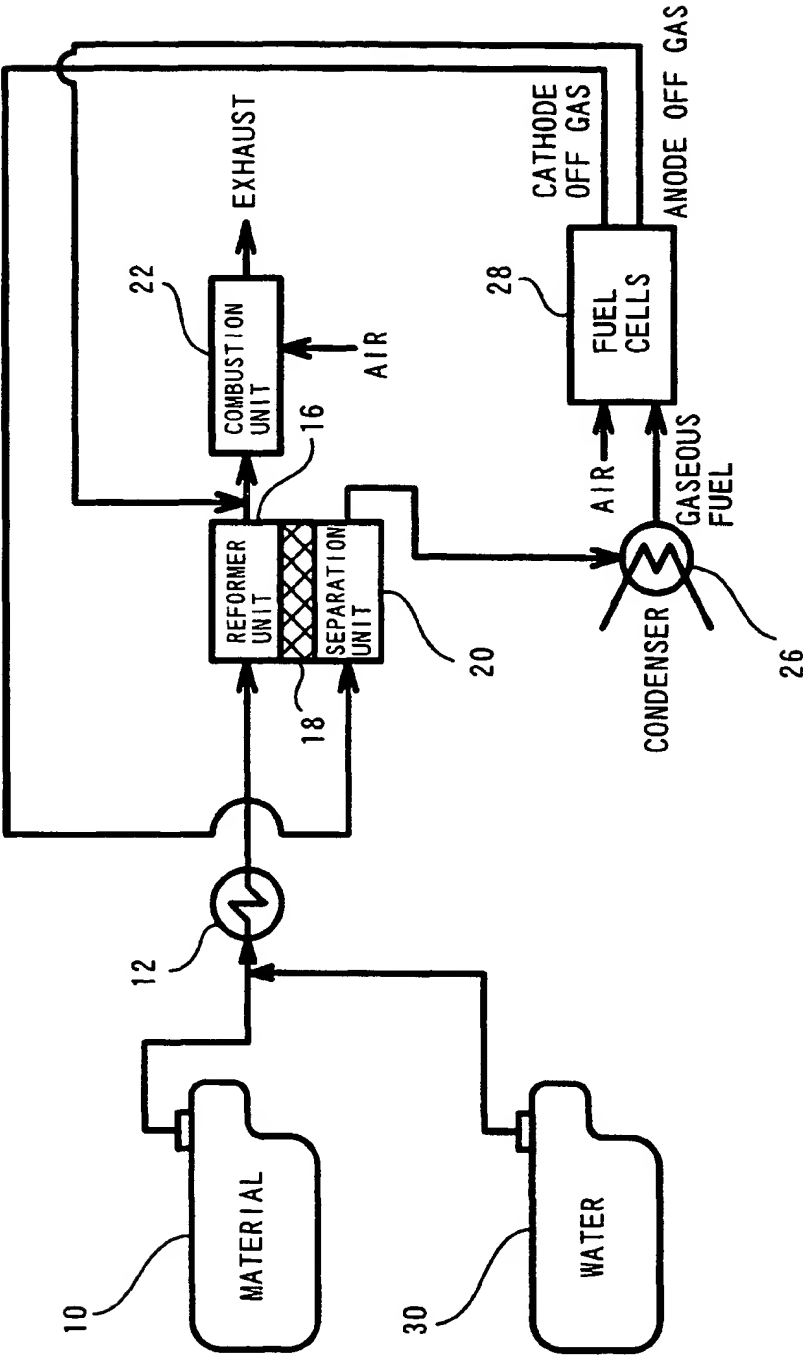 10
MATERIAL
30
WATER
12
REFORMER
UNIT
16
18
SEPARATION
UNIT
20
COMBUSTION
UNIT
22
AIR
EXHAUST
CONDENSER
26
AIR
GASEOUS
FUEL
FUEL
CELLS
28
CATHODE
OFF GAS
ANODE OFF GAS